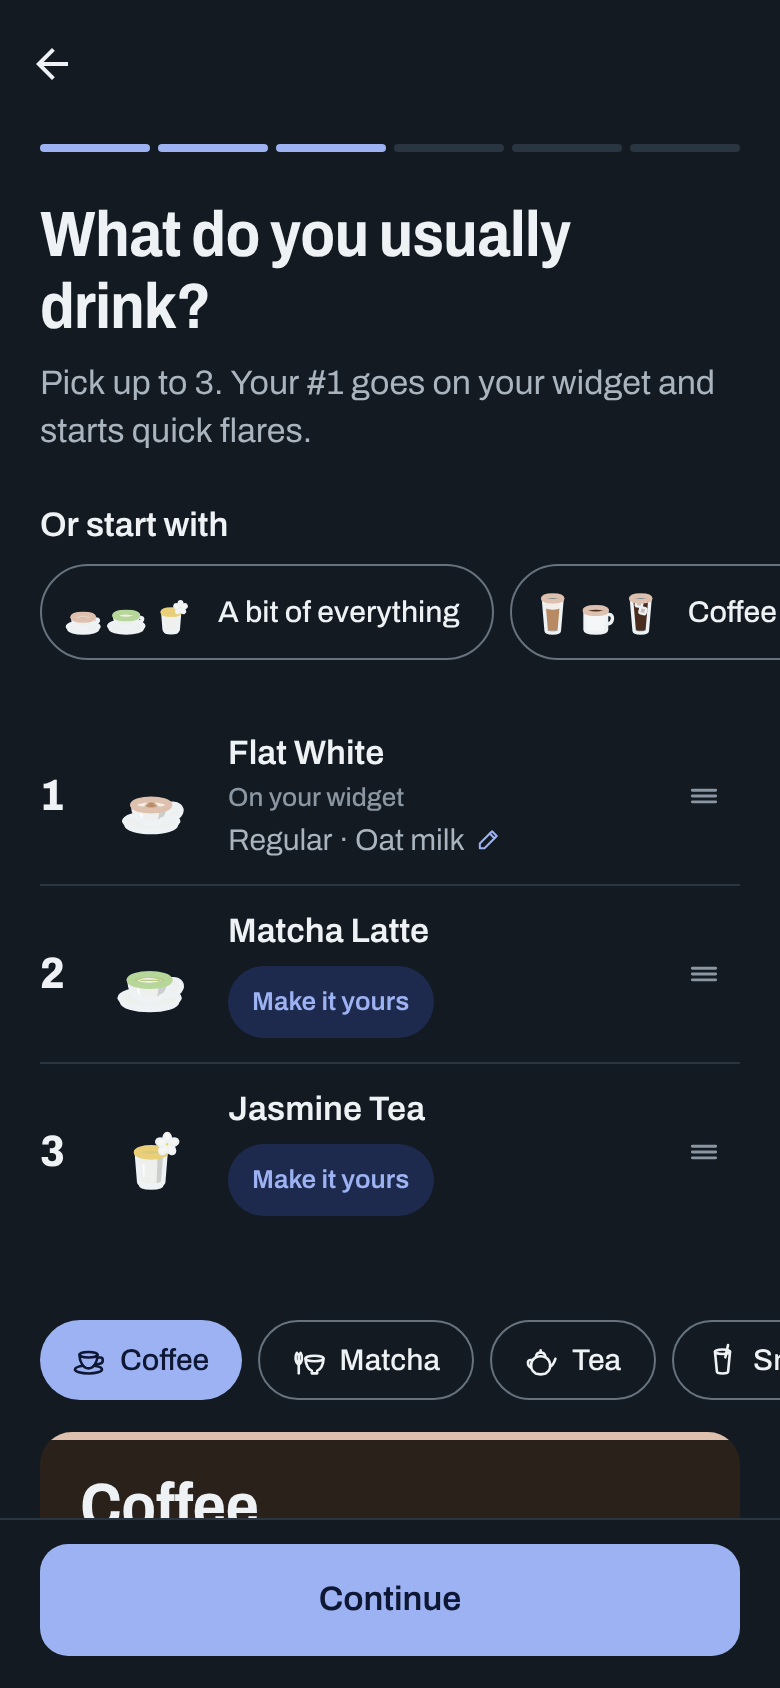 What do you usually
drink?
Pick up to 3. Your #1 goes on your widget and
starts quick flares.
Or start with
A bit of everything
Coffee
1
Flat White
On your widget
Regular · Oat milk
2
Matcha Latte
Make it yours
3
Jasmine Tea
Make it yours
Coffee
Matcha
Tea
Coffee
Continue